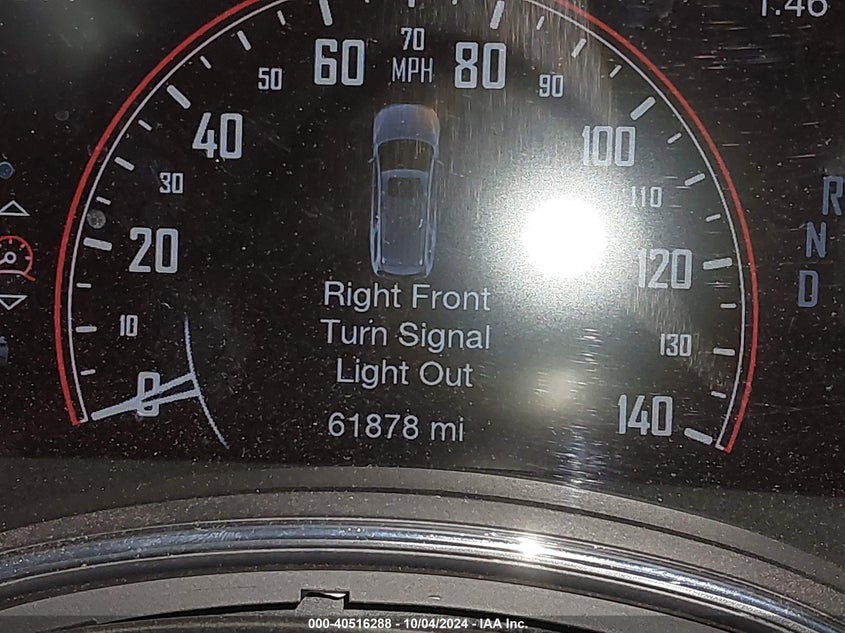 1:46
70
60 MPH 80
50 90
40 100
30 110
R
20 N
120
D
Right Front
10 Turn Signal 130
Light Out
0 140
61878 mi
000-40516288 - 10/04/2024 - IAA Inc.